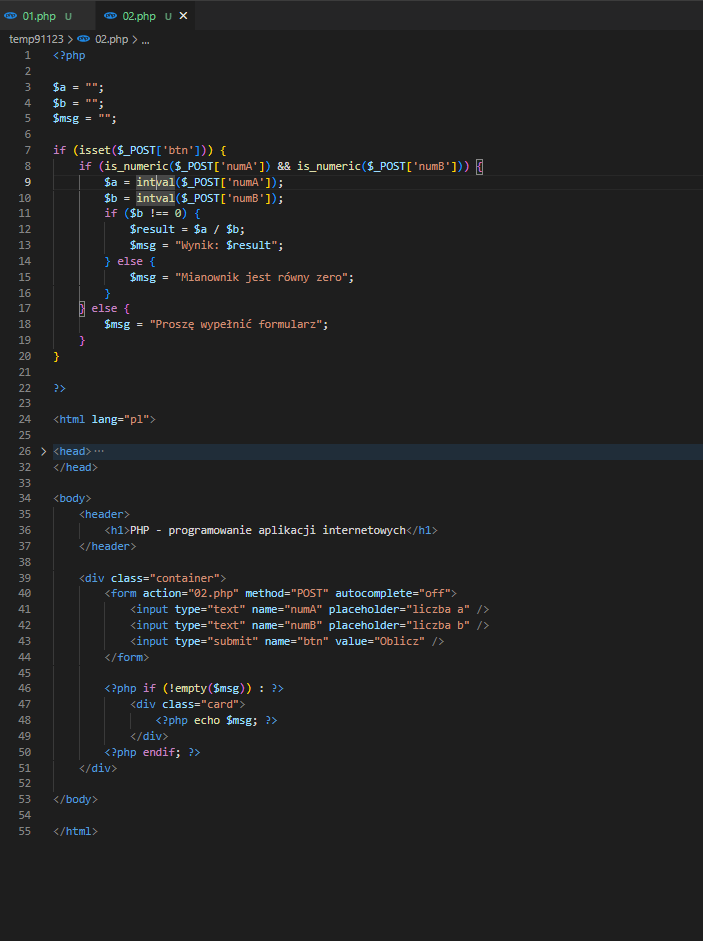 01.php U 02.php U ×
temp91123 > 02.php > ...
1 <?php
2
3 $a = "";
4 $b = "";
5 $msg = "";
6
7 if (isset($_POST['btn'])) {
8     if (is_numeric($_POST['numA']) && is_numeric($_POST['numB'])) {
9         $a = intval($_POST['numA']);
10         $b = intval($_POST['numB']);
11         if ($b !== 0) {
12             $result = $a / $b;
13             $msg = "Wynik: $result";
14         } else {
15             $msg = "Mianownik jest równy zero";
16         }
17     } else {
18         $msg = "Proszę wypełnić formularz";
19     }
20 }
21
22 ?>
23
24 <html lang="pl">
25
26 > <head>⋯
32 </head>
33
34 <body>
35     <header>
36         <h1>PHP - programowanie aplikacji internetowych</h1>
37     </header>
38
39     <div class="container">
40         <form action="02.php" method="POST" autocomplete="off">
41             <input type="text" name="numA" placeholder="liczba a" />
42             <input type="text" name="numB" placeholder="liczba b" />
43             <input type="submit" name="btn" value="Oblicz" />
44         </form>
45
46         <?php if (!empty($msg)) : ?>
47             <div class="card">
48                 <?php echo $msg; ?>
49             </div>
50         <?php endif; ?>
51     </div>
52
53 </body>
54
55 </html>